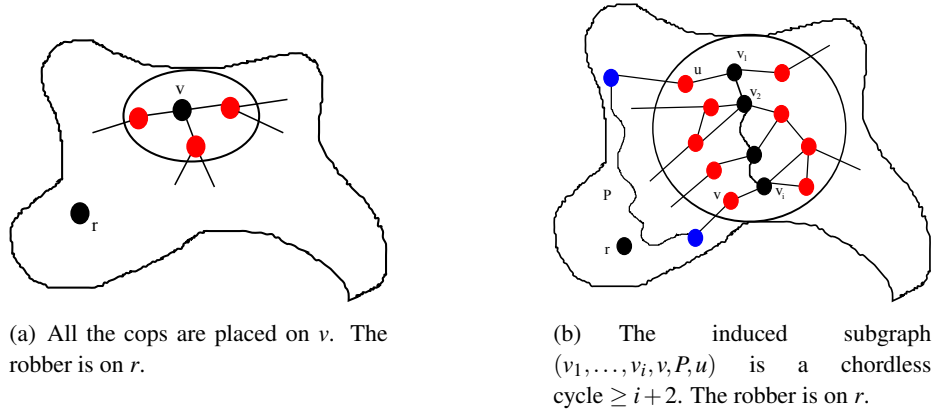 v
r
v₁
u
v₂
P
v
vᵢ
r
(a) All the cops are placed on v. The
robber is on r.
(b) The induced subgraph
(v₁,…,vᵢ,v,P,u) is a chordless
cycle ≥ i+2. The robber is on r.